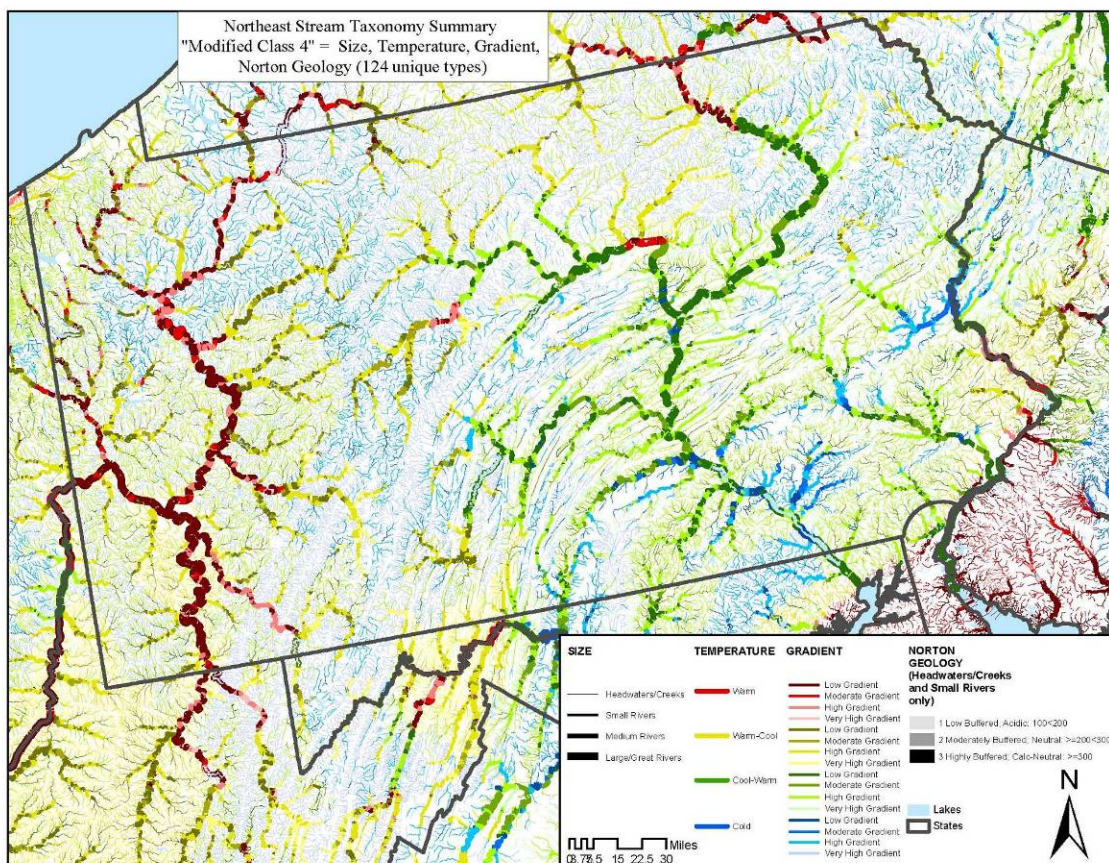 Northeast Stream Taxonomy Summary
"Modified Class 4" = Size, Temperature, Gradient,
Norton Geology (124 unique types)
SIZE
Headwaters/Creeks
Small Rivers
Medium Rivers
Large/Great Rivers
TEMPERATURE
Warm
Warm-Cool
Cool-Warm
Cold
GRADIENT
Low Gradient
Moderate Gradient
High Gradient
Very High Gradient
Low Gradient
Moderate Gradient
High Gradient
Very High Gradient
Low Gradient
Moderate Gradient
High Gradient
Very High Gradient
Low Gradient
Moderate Gradient
High Gradient
Very High Gradient
NORTON
GEOLOGY
(Headwaters/Creeks
and Small Rivers
only)
1 Low Buffered, Acidic: 100<200
2 Moderately Buffered, Neutral: >=200<300
3 Highly Buffered, Calc-Neutral: >=300
Lakes
States
N
Miles
15 22.5 30